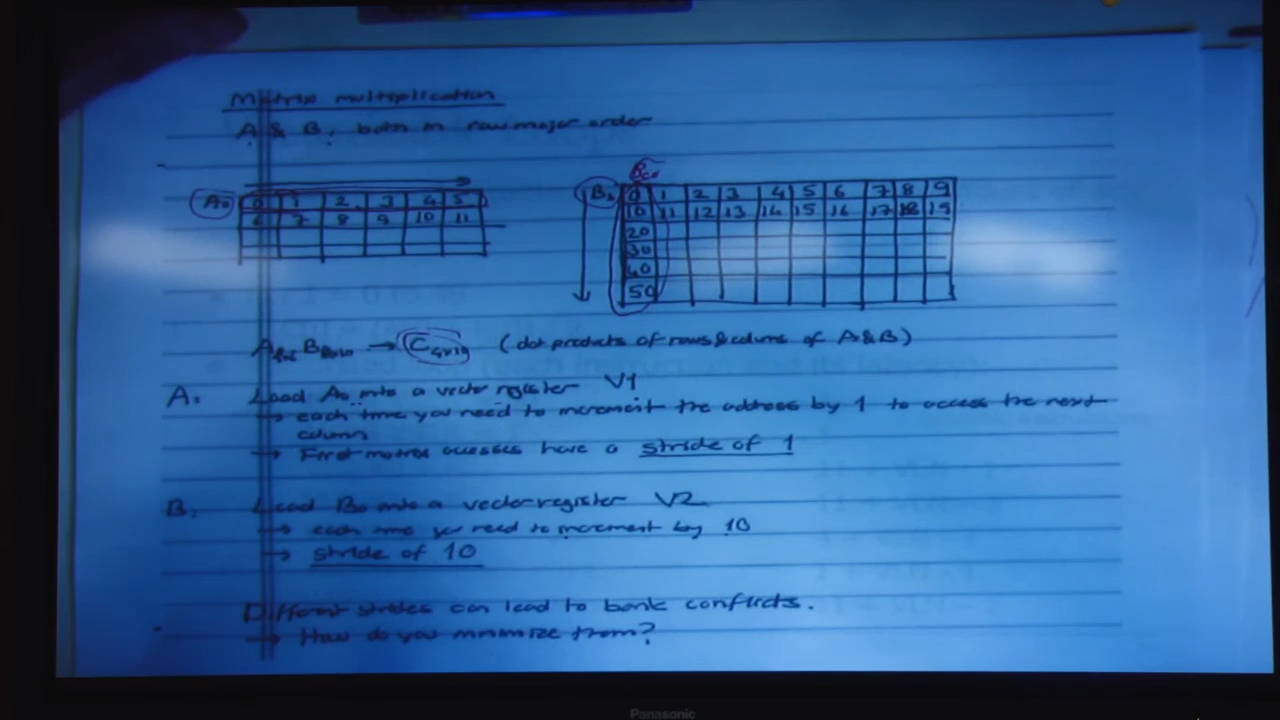 Matrix multiplication
A & B, both in row major order
A0 0 1 2 3 4 5
6 7 8 9 10 11
B0 0 1 2 3 4 5 6 7 8 9
10 11 12 13 14 15 16 17 18 19
20
30
40
50
A4x6 B6x10 → C4x10 (dot products of rows & colums of A & B)
A: Load A0 into a vector register V1
→ each time you need to increment the address by 1 to access the next
column
→ First matrix accesses have a stride of 1
B: Load B0 into a vector register V2
→ each time you need to increment by 10
→ stride of 10
Different strides can lead to bank conflicts.
→ How do you minimize them?
Panasonic